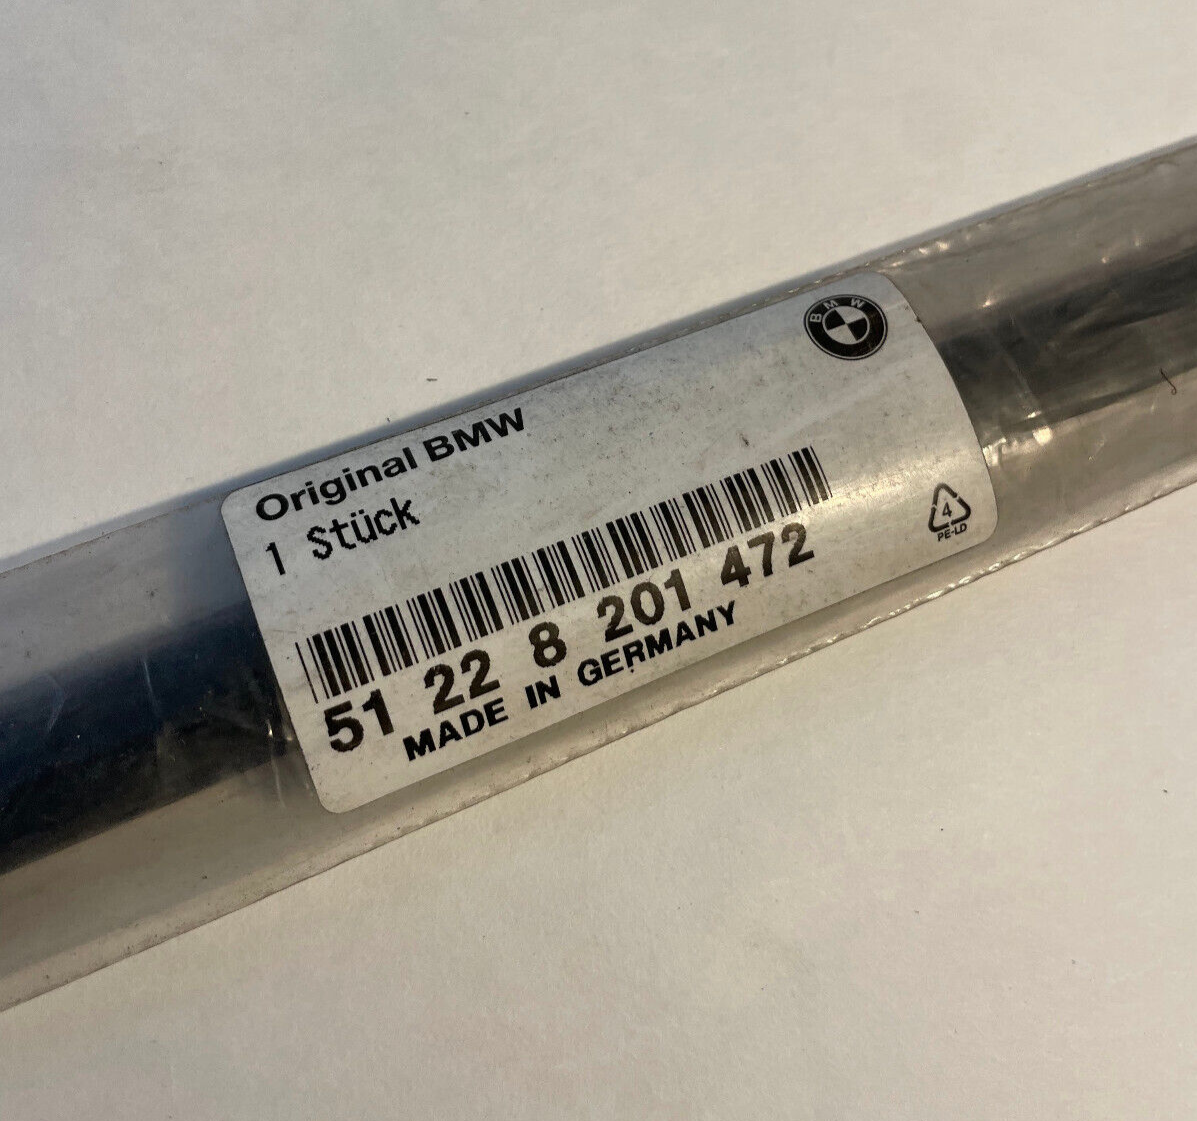 BMW
Original BMW
1 Stück
51 22 8 201 472
MADE IN GERMANY
4
PE-LD